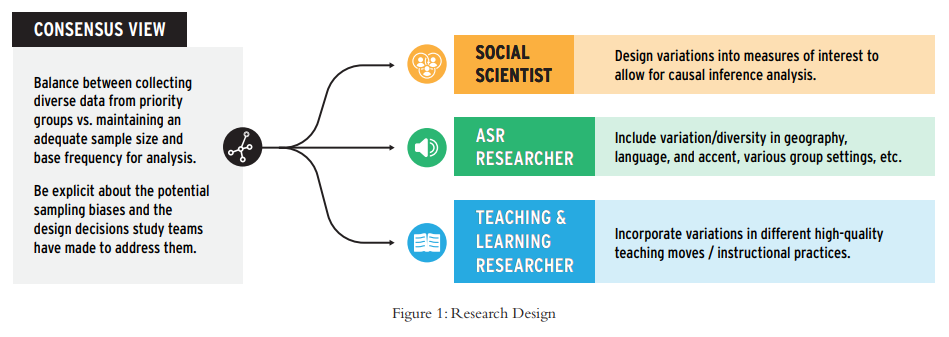 CONSENSUS VIEW
Balance between collecting
diverse data from priority
groups vs. maintaining an
adequate sample size and
base frequency for analysis.
Be explicit about the potential
sampling biases and the
design decisions study teams
have made to address them.
SOCIAL
SCIENTIST
Design variations into measures of interest to
allow for causal inference analysis.
ASR
RESEARCHER
Include variation/diversity in geography,
language, and accent, various group settings, etc.
TEACHING &
LEARNING
RESEARCHER
Incorporate variations in different high-quality
teaching moves / instructional practices.
Figure 1: Research Design